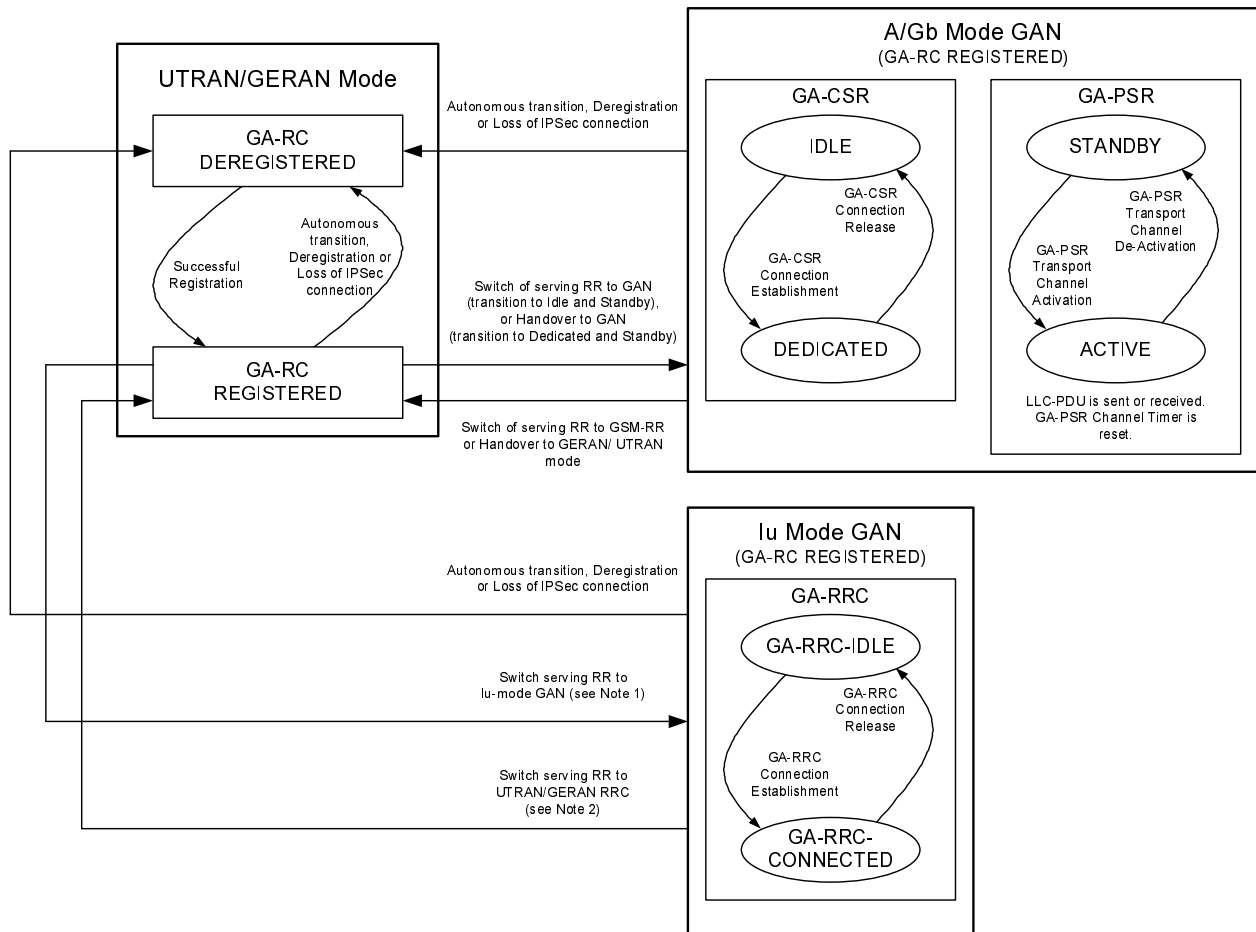 UTRAN/GERAN Mode
GA-RC
DEREGISTERED
Successful
Registration
Autonomous
transition,
Deregistration or
Loss of IPSec
connection
GA-RC
REGISTERED
Autonomous transition, Deregistration
or Loss of IPSec connection
Switch of serving RR to GAN
(transition to Idle and Standby),
or Handover to GAN
(transition to Dedicated and Standby)
Switch of serving RR to GSM-RR
or Handover to GERAN/ UTRAN
mode
A/Gb Mode GAN
(GA-RC REGISTERED)
GA-CSR
IDLE
GA-CSR
Connection
Release
GA-CSR
Connection
Establishment
DEDICATED
GA-PSR
STANDBY
GA-PSR
Transport
Channel
De-Activation
GA-PSR
Transport
Channel
Activation
ACTIVE
LLC-PDU is sent or received.
GA-PSR Channel Timer is
reset.
Autonomous transition, Deregistration
or Loss of IPSec connection
Switch serving RR to
Iu-mode GAN (see Note 1)
Switch serving RR to
UTRAN/GERAN RRC
(see Note 2)
Iu Mode GAN
(GA-RC REGISTERED)
GA-RRC
GA-RRC-IDLE
GA-RRC
Connection
Release
GA-RRC
Connection
Establishment
GA-RRC-
CONNECTED